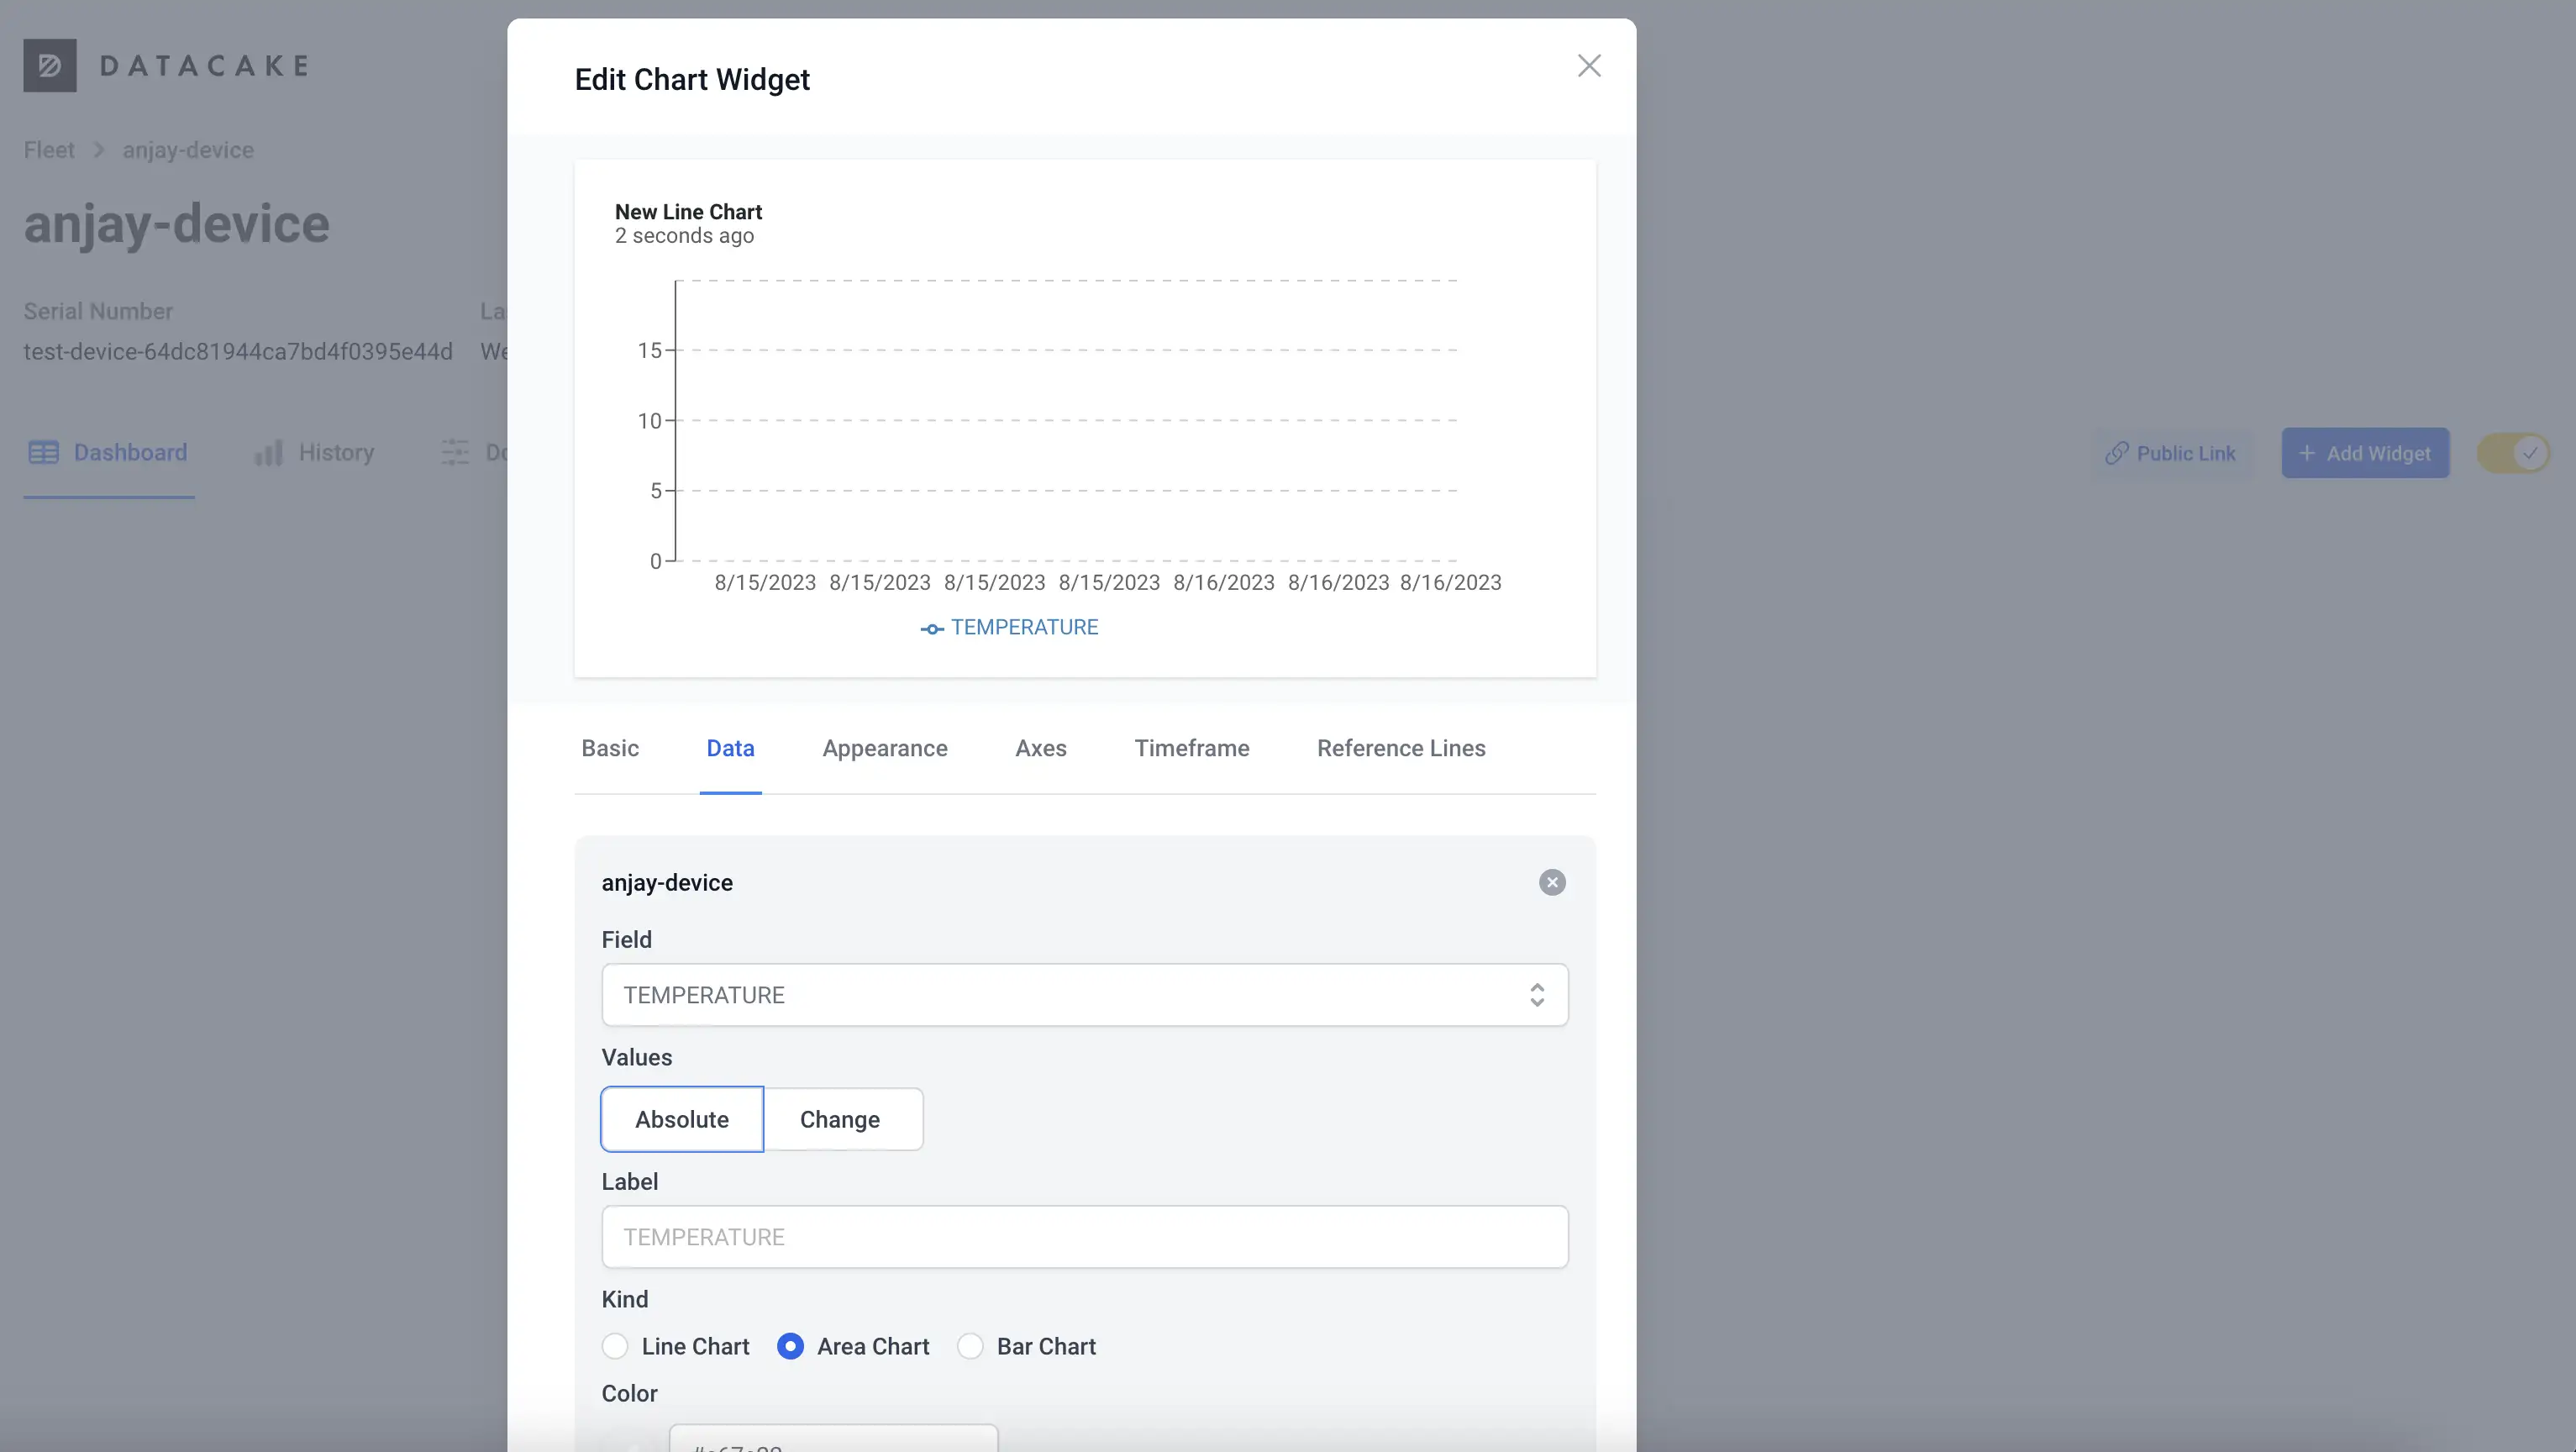 DATACAKE
Fleet > anjay-device
anjay-device
Serial Number
test-device-64dc81944ca7bd4f0395e44d
Dashboard
History
Public Link
+ Add Widget
Edit Chart Widget
New Line Chart
2 seconds ago
15
10
5
0
8/15/2023 8/15/2023 8/15/2023 8/15/2023 8/16/2023 8/16/2023 8/16/2023
TEMPERATURE
Basic Data Appearance Axes Timeframe Reference Lines
anjay-device
Field
TEMPERATURE
Values
Absolute Change
Label
TEMPERATURE
Kind
Line Chart Area Chart Bar Chart
Color